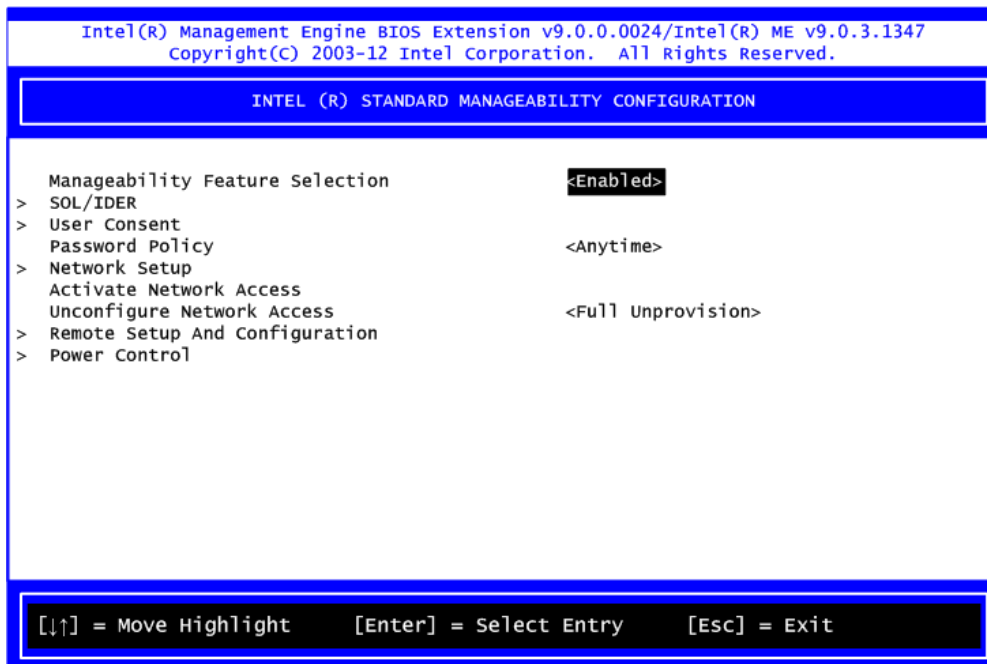 Intel(R) Management Engine BIOS Extension v9.0.0.0024/Intel(R) ME v9.0.3.1347
Copyright(C) 2003-12 Intel Corporation. All Rights Reserved.
INTEL (R) STANDARD MANAGEABILITY CONFIGURATION
Manageability Feature Selection <Enabled>
> SOL/IDER
> User Consent
Password Policy <Anytime>
> Network Setup
Activate Network Access
Unconfigure Network Access <Full Unprovision>
> Remote Setup And Configuration
> Power Control
[↓↑] = Move Highlight [Enter] = Select Entry [Esc] = Exit